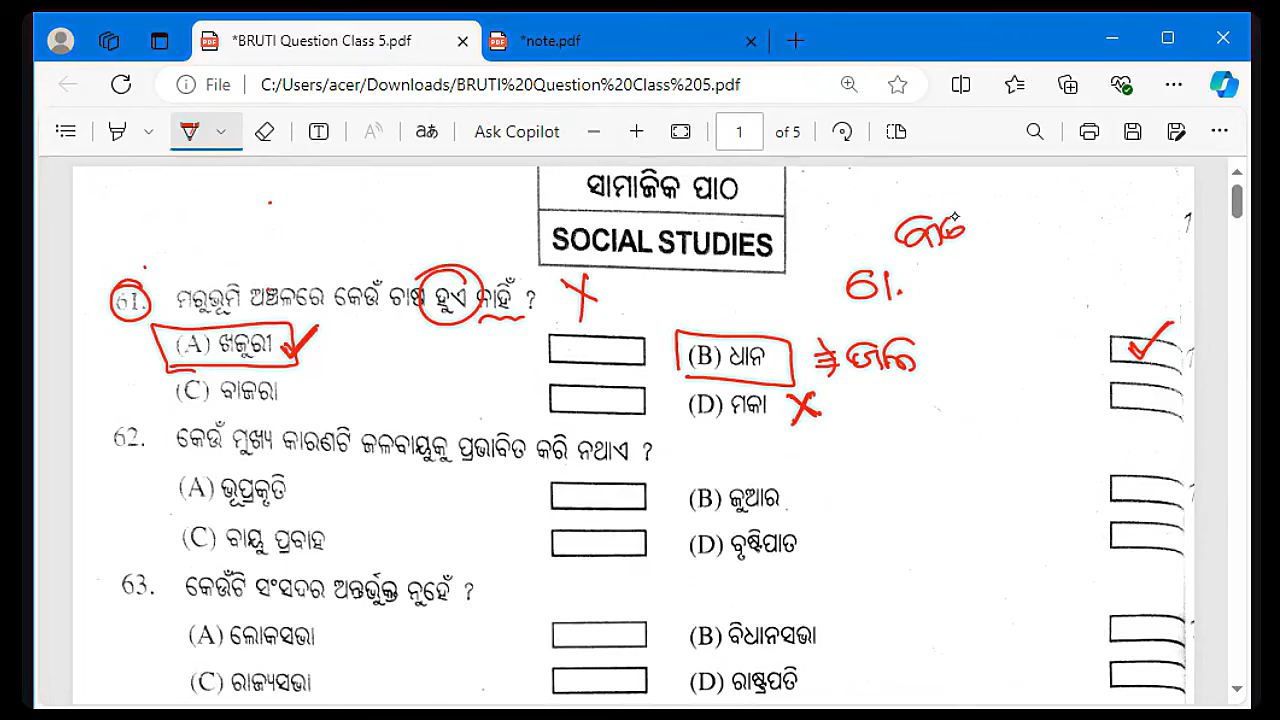 *BRUTI Question Class 5.pdf
*note.pdf
File C:/Users/acer/Downloads/BRUTI%20Question%20Class%205.pdf
Ask Copilot 1 of 5
ସାମାଜିକ ପାଠ
SOCIAL STUDIES
61.
61. ମରୁଭୂମି ଅଞ୍ଚଳରେ କେଉଁ ଚାଷ ହୁଏ ନାହିଁ ?
(A) ଖଜୁରୀ (B) ଧାନ
(C) ବାଜରା (D) ମକା
62. କେଉଁ ମୁଖ୍ୟ କାରଣଟି ଜଳବାୟୁକୁ ପ୍ରଭାବିତ କରି ନଥାଏ ?
(A) ଭୂପ୍ରକୃତି (B) ଜୁଆର
(C) ବାୟୁ ପ୍ରବାହ (D) ବୃଷ୍ଟିପାତ
63. କେଉଁଟି ସଂସଦର ଅନ୍ତର୍ଭୁକ୍ତ ନୁହେଁ ?
(A) ଲୋକସଭା (B) ବିଧାନସଭା
(C) ରାଜ୍ୟସଭା (D) ରାଷ୍ଟ୍ରପତି